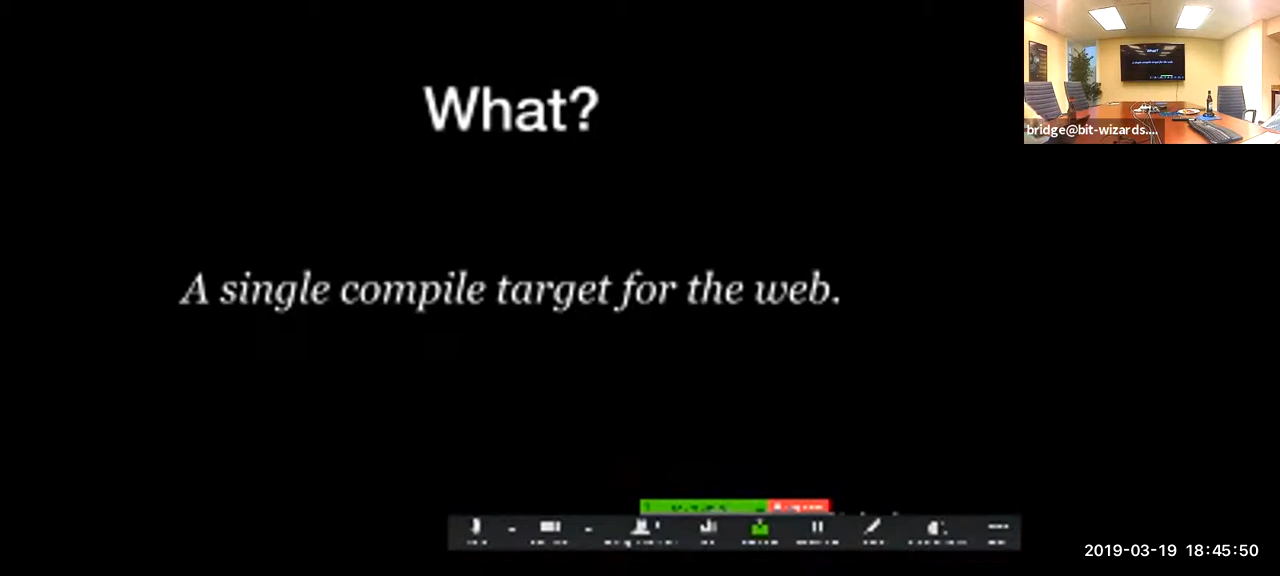 What?
A single compile target for the web.
bridge@bit-wizards....
2019-03-19 18:45:50